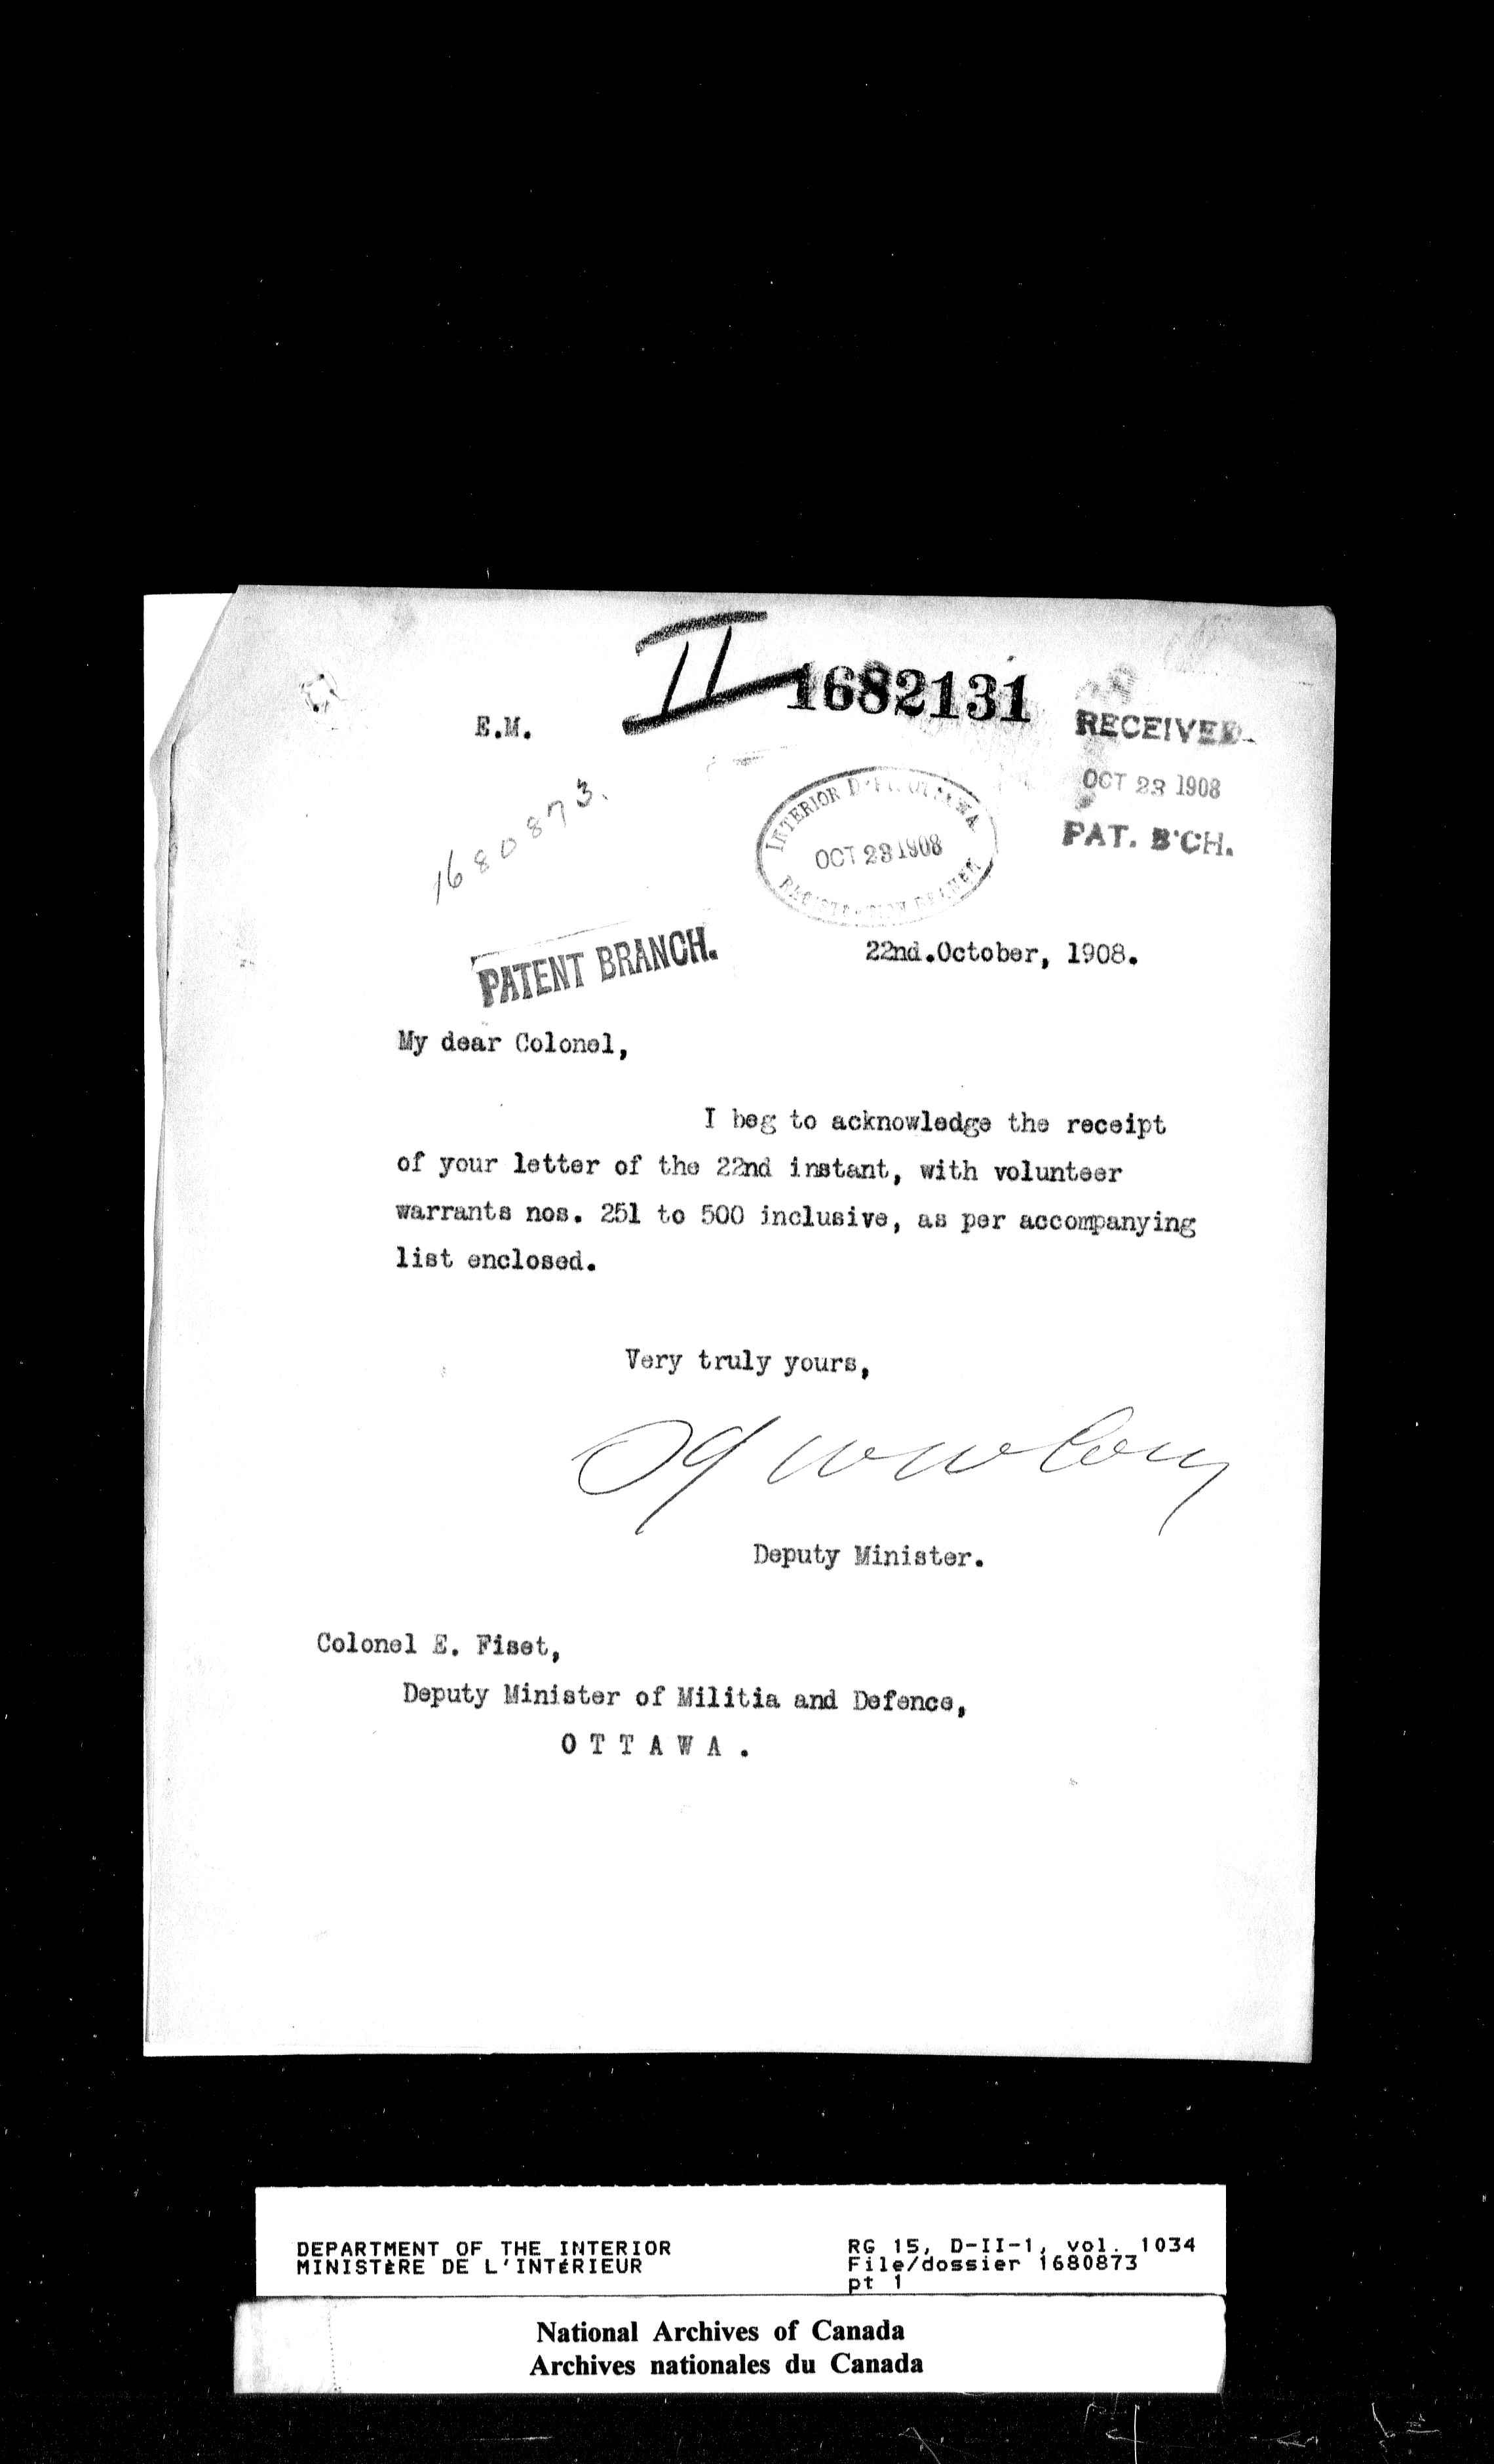 II 1682131
E.M.
RECEIVED
OCT 23 1908
PAT. B'CH.
1680873.
INTERIOR DEPT. OTTAWA
OCT 23 1908
REGISTRATION BRANCH
PATENT BRANCH.
22nd.October, 1908.
My dear Colonel,
I beg to acknowledge the receipt
of your letter of the 22nd instant, with volunteer
warrants nos. 251 to 500 inclusive, as per accompanying
list enclosed.
Very truly yours,
Deputy Minister.
Colonel E. Fiset,
Deputy Minister of Militia and Defence,
O T T A W A .
DEPARTMENT OF THE INTERIOR
MINISTÈRE DE L'INTÉRIEUR
RG 15, D-II-1, vol. 1034
File/dossier 1680873
pt 1
National Archives of Canada
Archives nationales du Canada